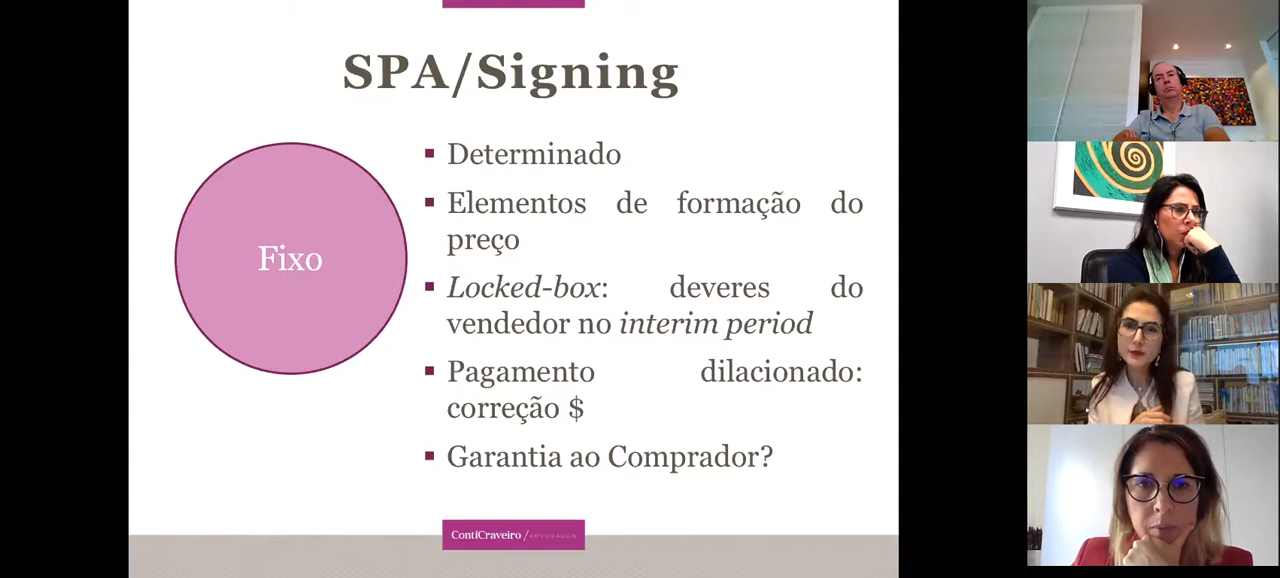 SPA/Signing
Fixo
Determinado
Elementos de formação do
preço
Locked-box: deveres do
vendedor no interim period
Pagamento dilacionado:
correção $
Garantia ao Comprador?
ContiCraveiro / ADVOGADOS